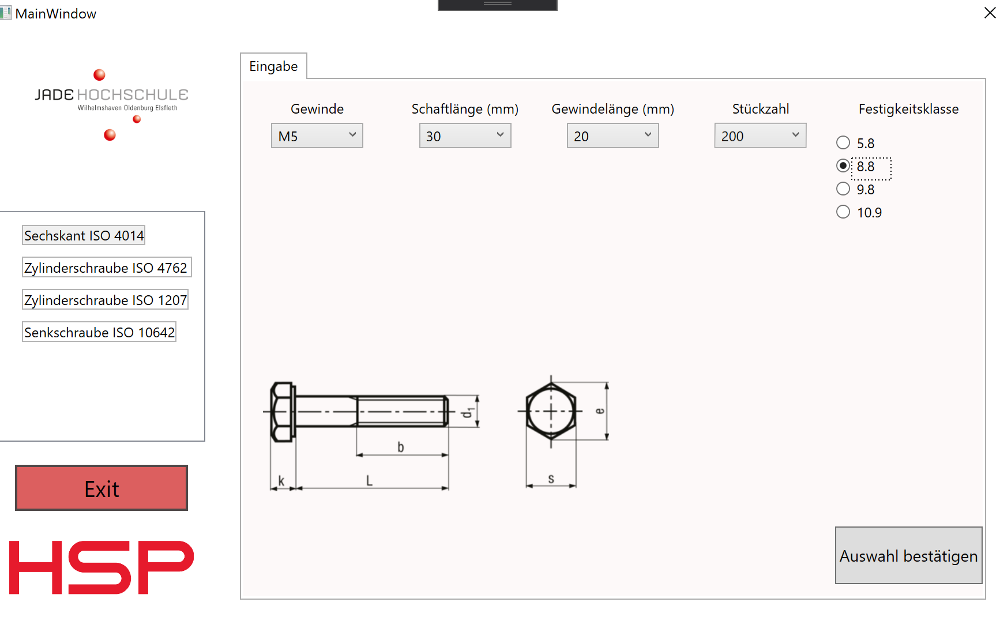 MainWindow
JADE HOCHSCHULE
Wilhelmshaven Oldenburg Elsfleth
Sechskant ISO 4014
Zylinderschraube ISO 4762
Zylinderschraube ISO 1207
Senkschraube ISO 10642
Exit
HSP
Eingabe
Gewinde Schaftlänge (mm) Gewindelänge (mm) Stückzahl Festigkeitsklasse
M5 30 20 200
5.8
8.8
9.8
10.9
d1
e
b
k L s
Auswahl bestätigen